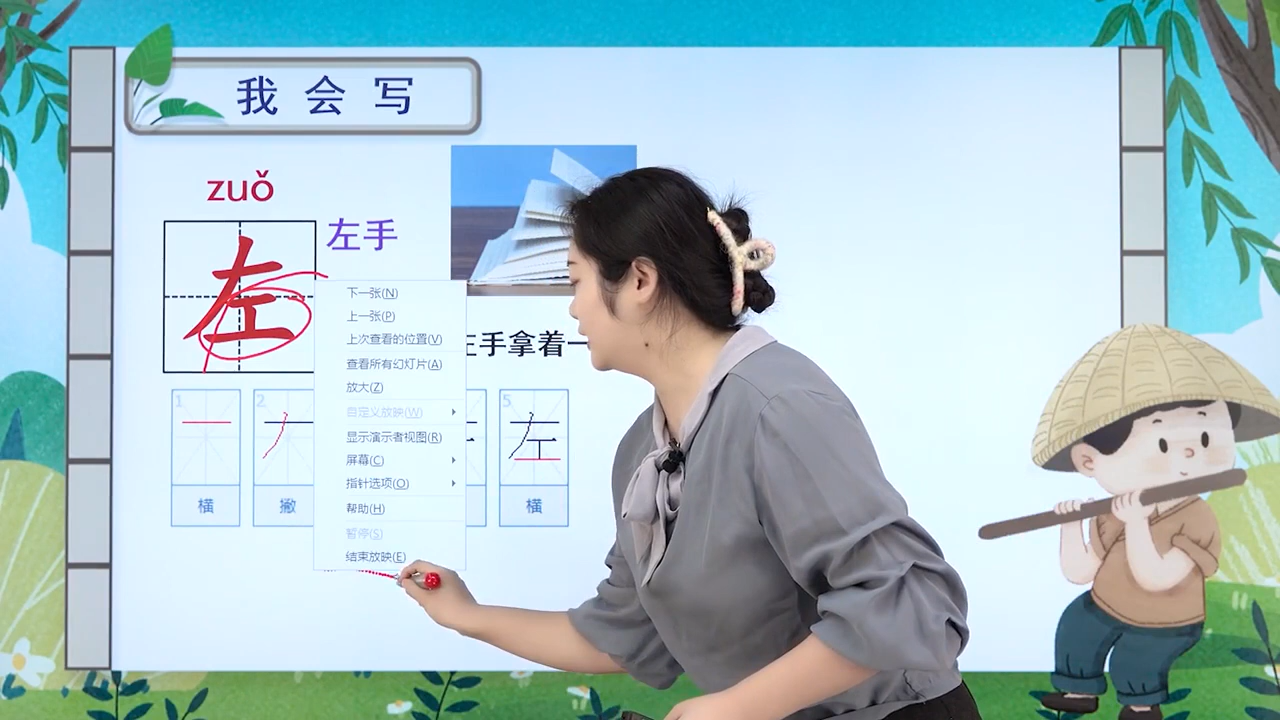 我会写
zuǒ
左
左手
左手拿着一
下一张(N)
上一张(P)
上次查看的位置(V)
查看所有幻灯片(A)
放大(Z)
自定义放映(W)
显示演示者视图(R)
屏幕(C)
指针选项(O)
帮助(H)
暂停(S)
结束放映(E)
1 2 5
横 撇 横